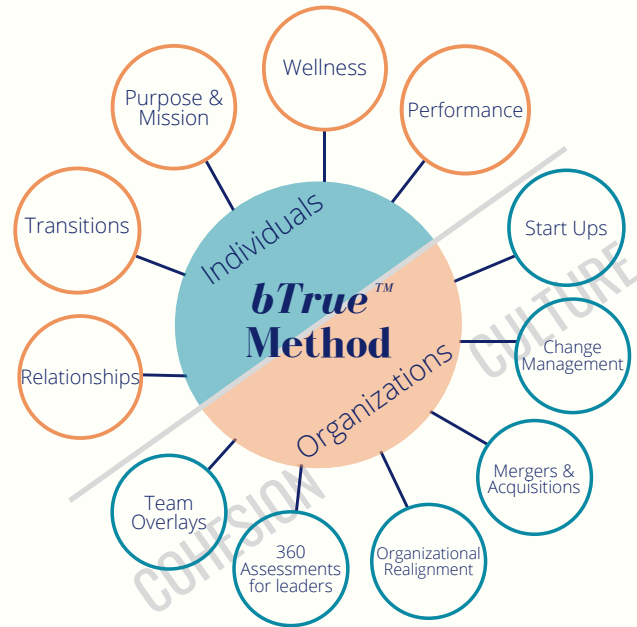 Wellness
Purpose &
Mission
Performance
Transitions
Individuals
Start Ups
bTrue™
Method
CULTURE
Change
Management
Relationships
Organizations
Mergers &
Acquisitions
Team
Overlays
COHESION
360
Assessments
for leaders
Organizational
Realignment